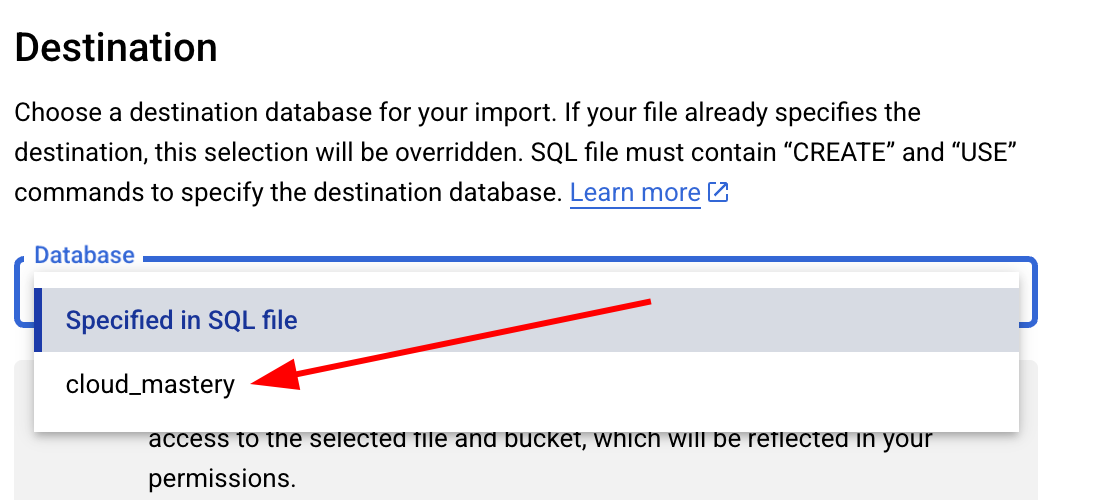 Destination
Choose a destination database for your import. If your file already specifies the
destination, this selection will be overridden. SQL file must contain “CREATE” and “USE”
commands to specify the destination database. Learn more
Database
Specified in SQL file
cloud_mastery
access to the selected file and bucket, which will be reflected in your
permissions.